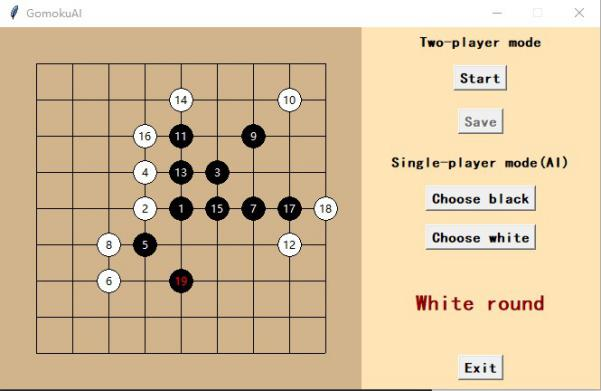 GomokuAI
Two-player mode
Start
Save
Single-player mode(AI)
Choose black
Choose white
White round
Exit
14 10
16 11 9
4 13 3
2 1 15 7 17 18
8 5 12
6 19